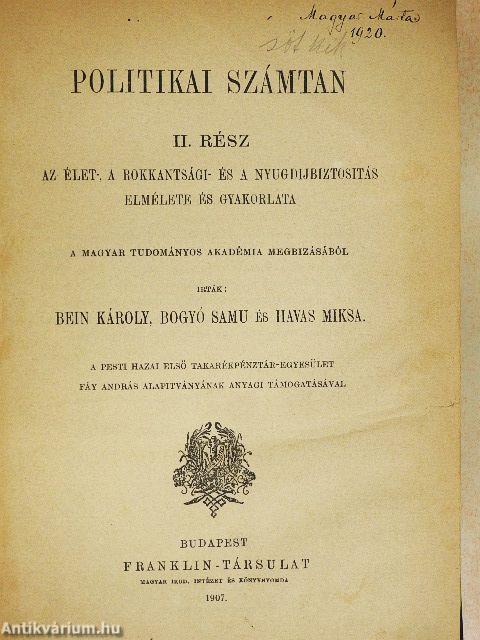 Magyar Márta
1920.
POLITIKAI SZÁMTAN
II. RÉSZ
AZ ÉLET-, A ROKKANTSÁGI- ÉS A NYUGDIJBIZTOSITÁS
ELMÉLETE ÉS GYAKORLATA
A MAGYAR TUDOMÁNYOS AKADÉMIA MEGBIZÁSÁBÓL
IRTÁK:
BEIN KÁROLY, BOGYÓ SAMU ÉS HAVAS MIKSA.
A PESTI HAZAI ELSŐ TAKARÉKPÉNZTÁR-EGYESÜLET
FÁY ANDRÁS ALAPITVÁNYÁNAK ANYAGI TÁMOGATÁSÁVAL
BUDAPEST
FRANKLIN-TÁRSULAT
MAGYAR IROD. INTÉZET ÉS KÖNYVNYOMDA
1907.
Antikvárium.hu